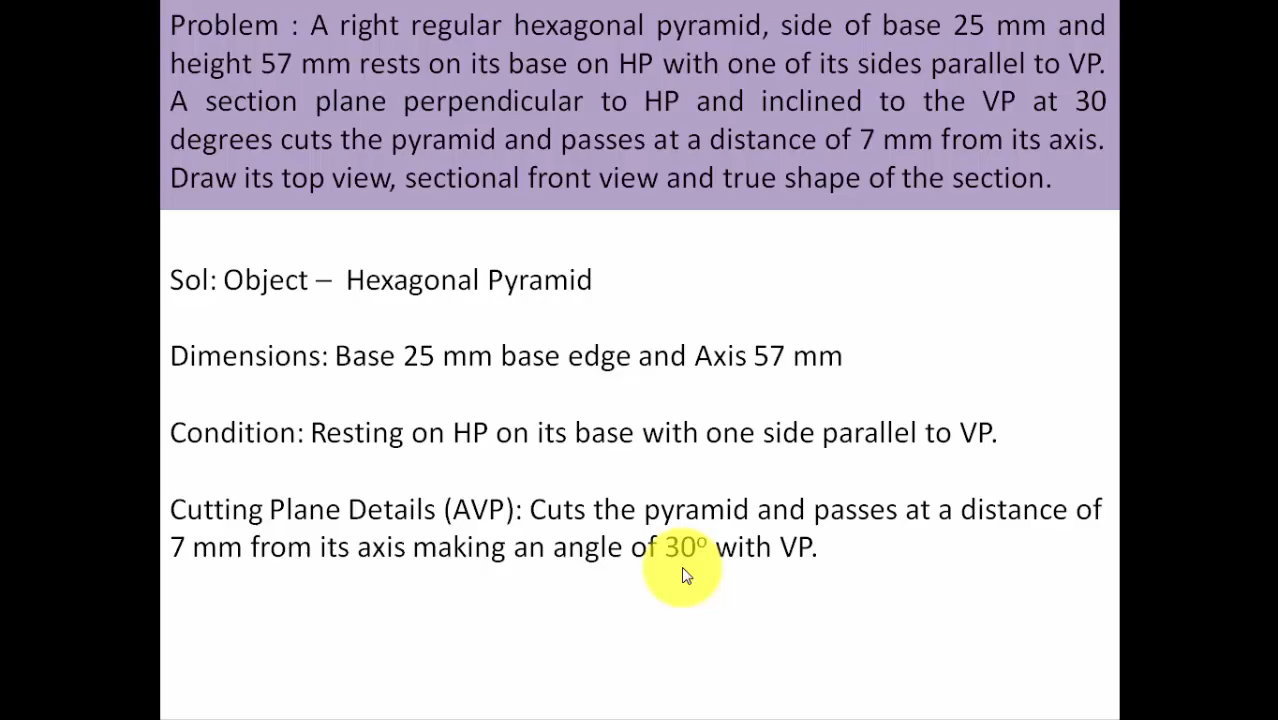 Problem : A right regular hexagonal pyramid, side of base 25 mm and
height 57 mm rests on its base on HP with one of its sides parallel to VP.
A section plane perpendicular to HP and inclined to the VP at 30
degrees cuts the pyramid and passes at a distance of 7 mm from its axis.
Draw its top view, sectional front view and true shape of the section.
Sol: Object – Hexagonal Pyramid
Dimensions: Base 25 mm base edge and Axis 57 mm
Condition: Resting on HP on its base with one side parallel to VP.
Cutting Plane Details (AVP): Cuts the pyramid and passes at a distance of
7 mm from its axis making an angle of 30º with VP.